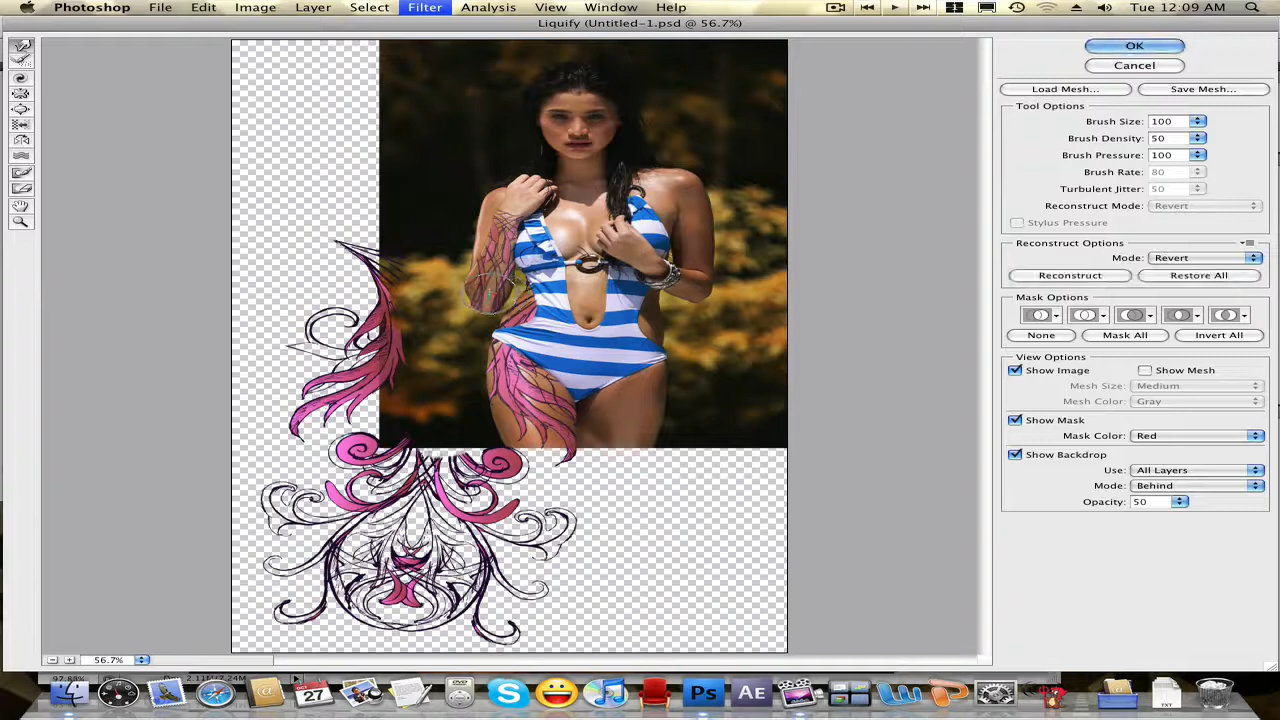 Photoshop File Edit Image Layer Select Filter Analysis View Window Help Tue 12:09 AM
Liquify (Untitled-1.psd @ 56.7%)
OK
Cancel
Load Mesh... Save Mesh...
Tool Options
Brush Size: 100
Brush Density: 50
Brush Pressure: 100
Brush Rate: 80
Turbulent Jitter: 50
Reconstruct Mode: Revert
Stylus Pressure
Reconstruct Options
Mode: Revert
Reconstruct Restore All
Mask Options
None Mask All Invert All
View Options
Show Image Show Mesh
Mesh Size: Medium
Mesh Color: Gray
Show Mask
Mask Color: Red
Show Backdrop
Use: All Layers
Mode: Behind
Opacity: 50
56.7%
OCT
27
Ps
AE
TXT